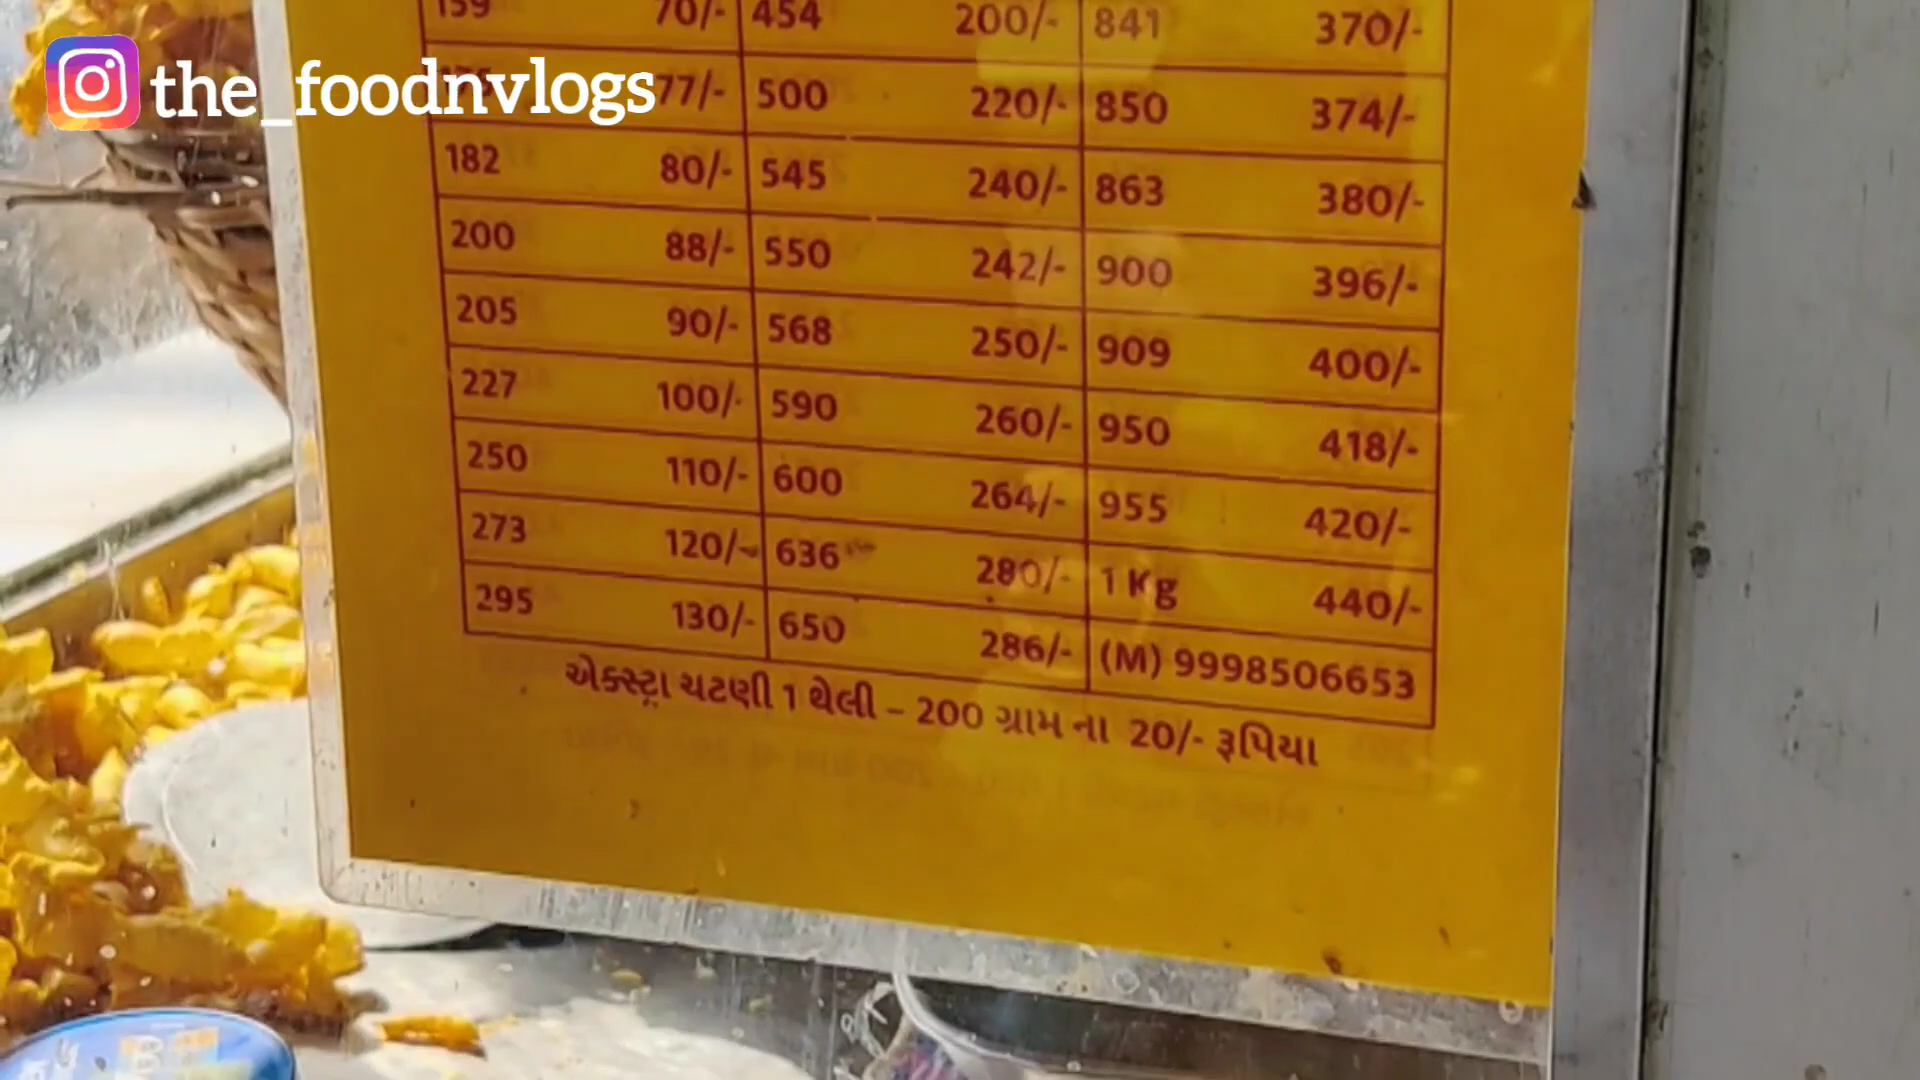 the_foodnvlogs
159 70/- 454 200/- 841 370/-
77/- 500 220/- 850 374/-
182 80/- 545 240/- 863 380/-
200 88/- 550 242/- 900 396/-
205 90/- 568 250/- 909 400/-
227 100/- 590 260/- 950 418/-
250 110/- 600 264/- 955 420/-
273 120/- 636 280/- 1 Kg 440/-
295 130/- 650 286/- (M) 9998506653
એક્સ્ટ્રા ચટણી 1 થેલી – 200 ગ્રામ ના 20/- રૂપિયા